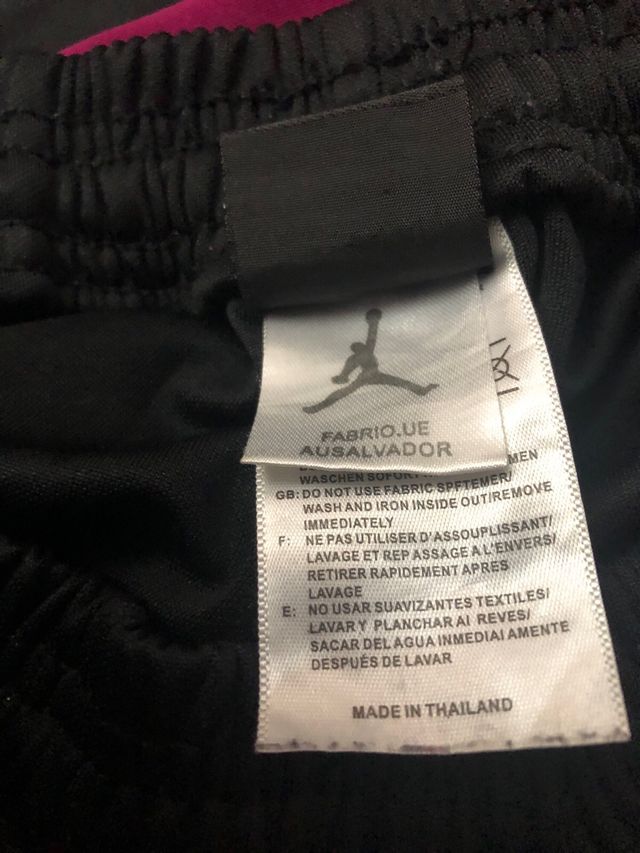 FABRIO.UE
AUSALVADOR
MEN
WASCHEN SOFORT
GB: DO NOT USE FABRIC SPFTEMER/
WASH AND IRON INSIDE OUT/REMOVE
IMMEDIATELY
F: NE PAS UTILISER D'ASSOUPLISSANT/
LAVAGE ET REP ASSAGE A L'ENVERS/
RETIRER RAPIDEMENT APRES
LAVAGE
E: NO USAR SUAVIZANTES TEXTILES/
LAVAR Y PLANCHAR AI REVES/
SACAR DEL AGUA INMEDIAI AMENTE
DESPUÉS DE LAVAR
MADE IN THAILAND